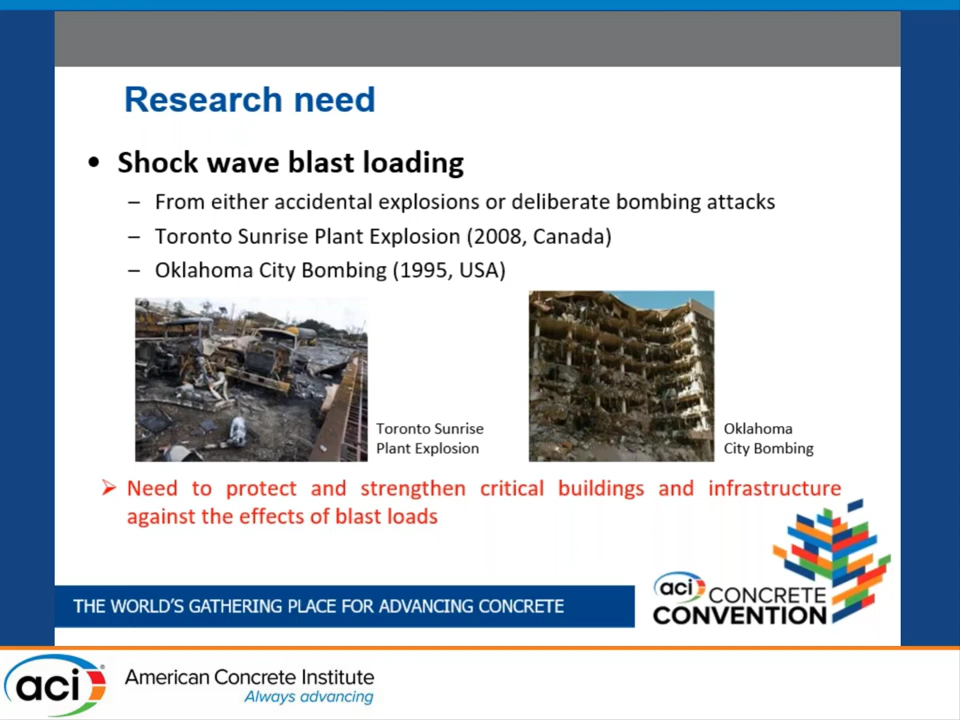 Research need
• Shock wave blast loading
– From either accidental explosions or deliberate bombing attacks
– Toronto Sunrise Plant Explosion (2008, Canada)
– Oklahoma City Bombing (1995, USA)
Toronto Sunrise
Plant Explosion
Oklahoma
City Bombing
➢ Need to protect and strengthen critical buildings and infrastructure
against the effects of blast loads
THE WORLD'S GATHERING PLACE FOR ADVANCING CONCRETE
aci CONCRETE
CONVENTION
aci American Concrete Institute
Always advancing